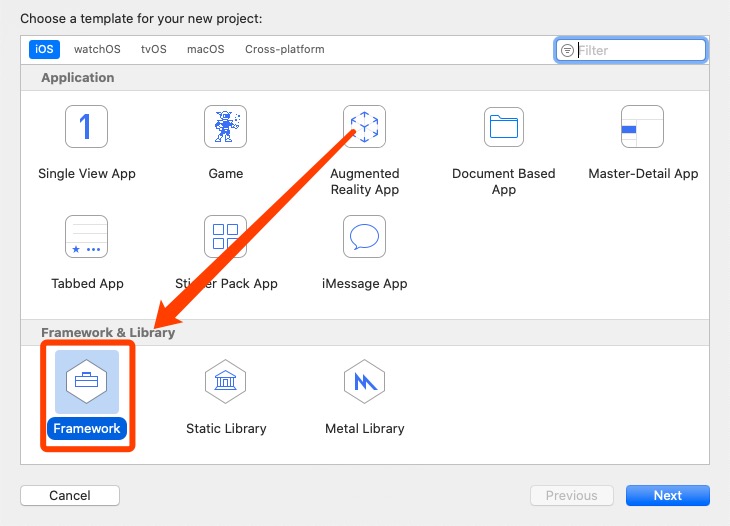 Choose a template for your new project:
iOS watchOS tvOS macOS Cross-platform Filter
Application
1
Single View App Game Augmented Reality App Document Based App Master-Detail App
Tabbed App Sticker Pack App iMessage App
Framework & Library
Framework Static Library Metal Library
Cancel Previous Next